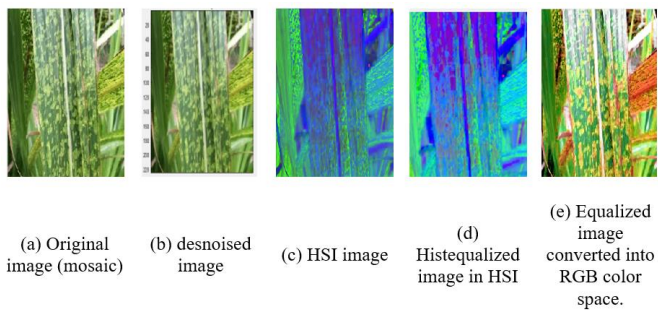 (a) Original
image (mosaic)
(b) desnoised
image
(c) HSI image
(d)
Histequalized
image in HSI
(e) Equalized
image
converted into
RGB color
space.